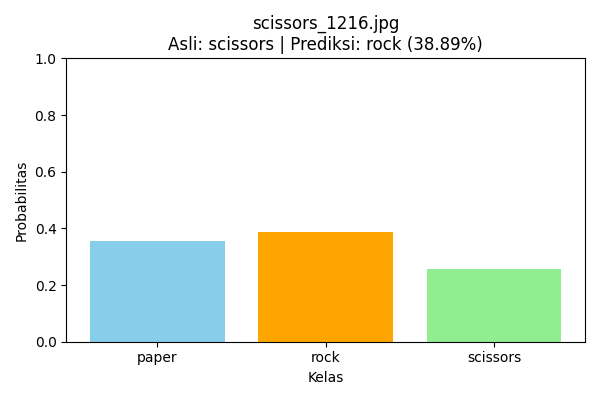 scissors_1216.jpg
Asli: scissors | Prediksi: rock (38.89%)
1.0
0.8
0.6
0.4
0.2
0.0
Probabilitas
paper
rock
scissors
Kelas